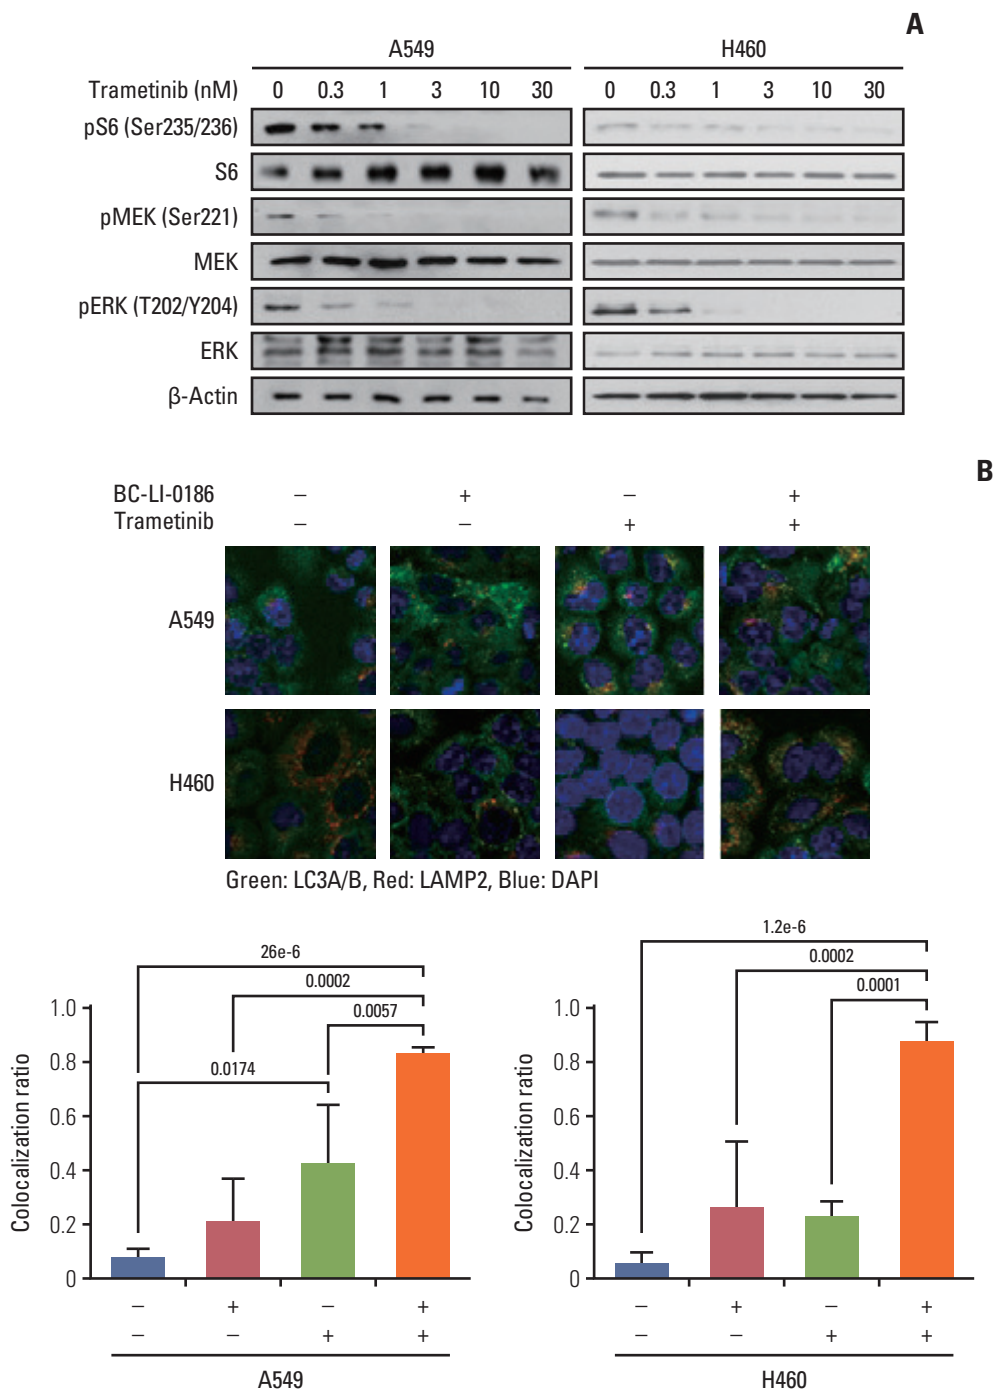 A
A549 H460
Trametinib (nM) 0 0.3 1 3 10 30 0 0.3 1 3 10 30
pS6 (Ser235/236)
S6
pMEK (Ser221)
MEK
pERK (T202/Y204)
ERK
β-Actin
B
BC-LI-0186 – + – +
Trametinib – – + +
A549
H460
Green: LC3A/B, Red: LAMP2, Blue: DAPI
26e-6
0.0002
0.0057
0.0174
Colocalization ratio
1.0
0.8
0.6
0.4
0.2
0
– + – +
– – + +
A549
1.2e-6
0.0002
0.0001
Colocalization ratio
1.0
0.8
0.6
0.4
0.2
0
– + – +
– – + +
H460